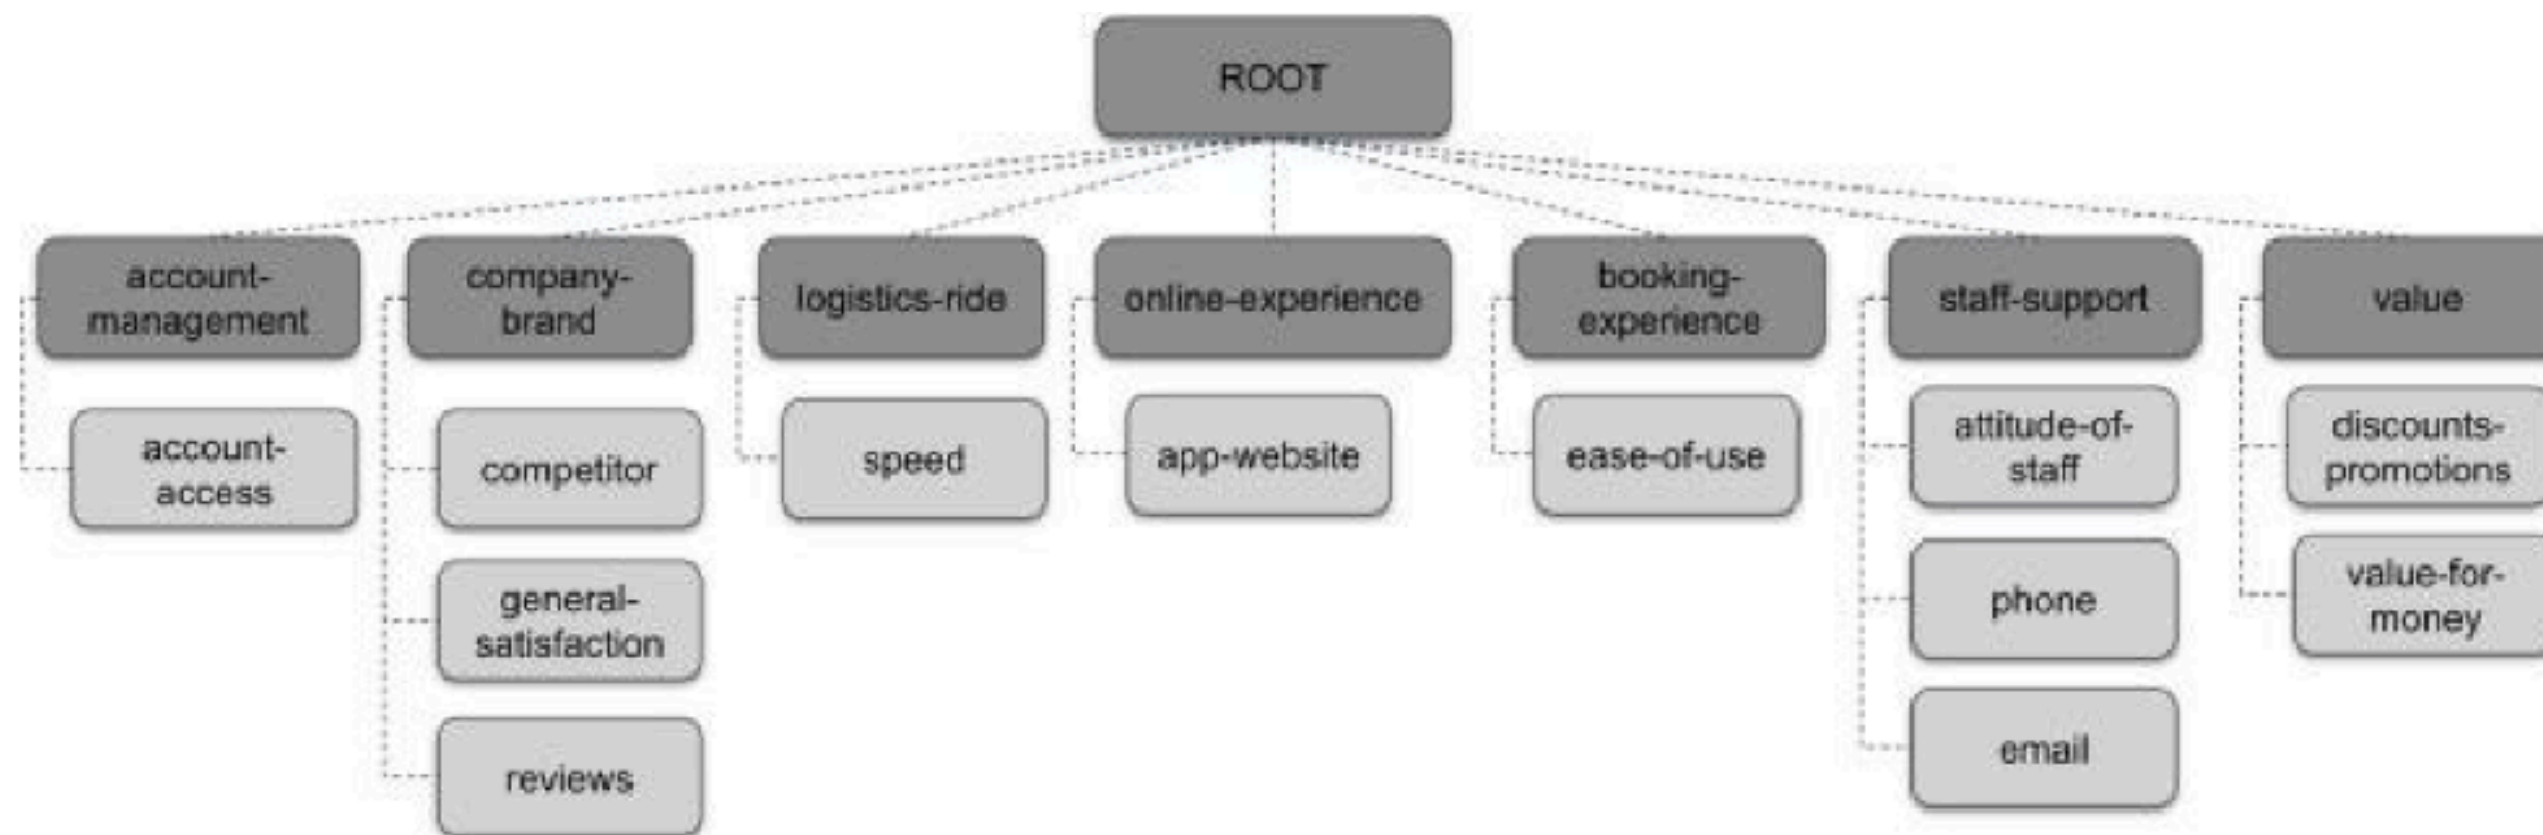 ROOT
account-
management
company-
brand
logistics-ride
online-experience
booking-
experience
staff-support
value
account-
access
competitor
general-
satisfaction
reviews
speed
app-website
ease-of-use
attitude-of-
staff
phone
email
discounts-
promotions
value-for-
money